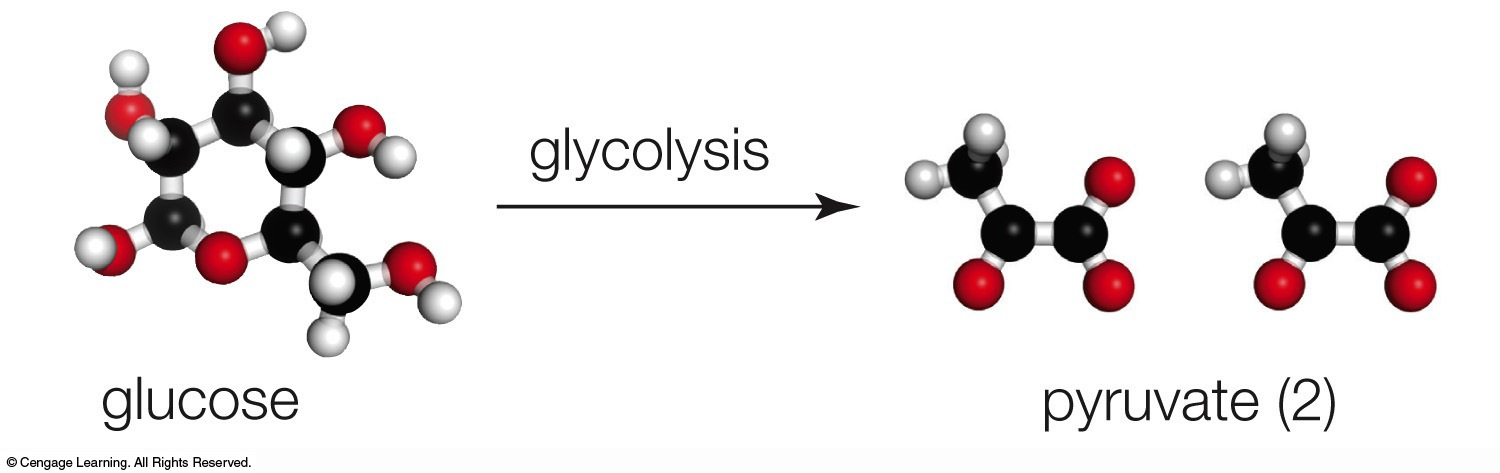 glycolysis
glucose
pyruvate (2)
© Cengage Learning. All Rights Reserved.